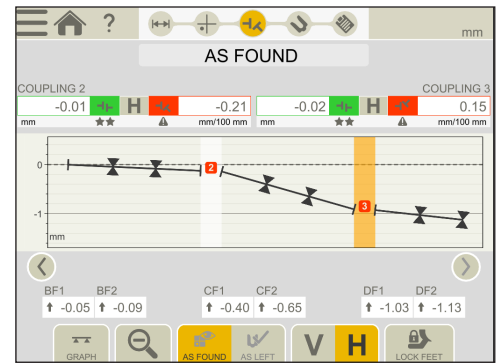 ?
mm
AS FOUND
COUPLING 2 COUPLING 3
-0.01 H -0.21 -0.02 H 0.15
mm mm/100 mm mm mm/100 mm
0
2
3
-1
mm
BF1 BF2 CF1 CF2 DF1 DF2
-0.05 -0.09 -0.40 -0.65 -1.03 -1.13
V H
GRAPH AS FOUND AS LEFT LOCK FEET